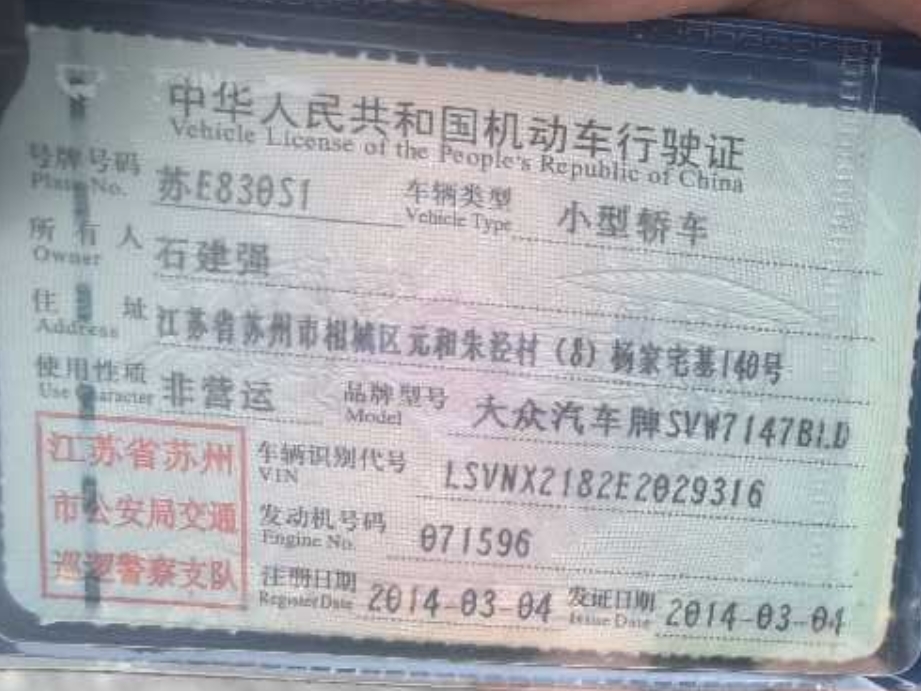 中华人民共和国机动车行驶证
Vehicle License of the People's Republic of China
号牌号码 苏E830S1 车辆类型 小型轿车
Plate No. Vehicle Type
所有人 石建强
Owner
住址 江苏省苏州市相城区元和朱泾村(8)杨家宅基140号
Address
使用性质 非营运 品牌型号 大众汽车牌SVW7147BLD
Use Character Model
江苏省苏州 车辆识别代号 LSVNX2182E2029316
VIN
市公安局交通 发动机号码 071596
Engine No.
巡逻警察支队 注册日期 2014-03-04 发证日期 2014-03-04
Register Date Issue Date